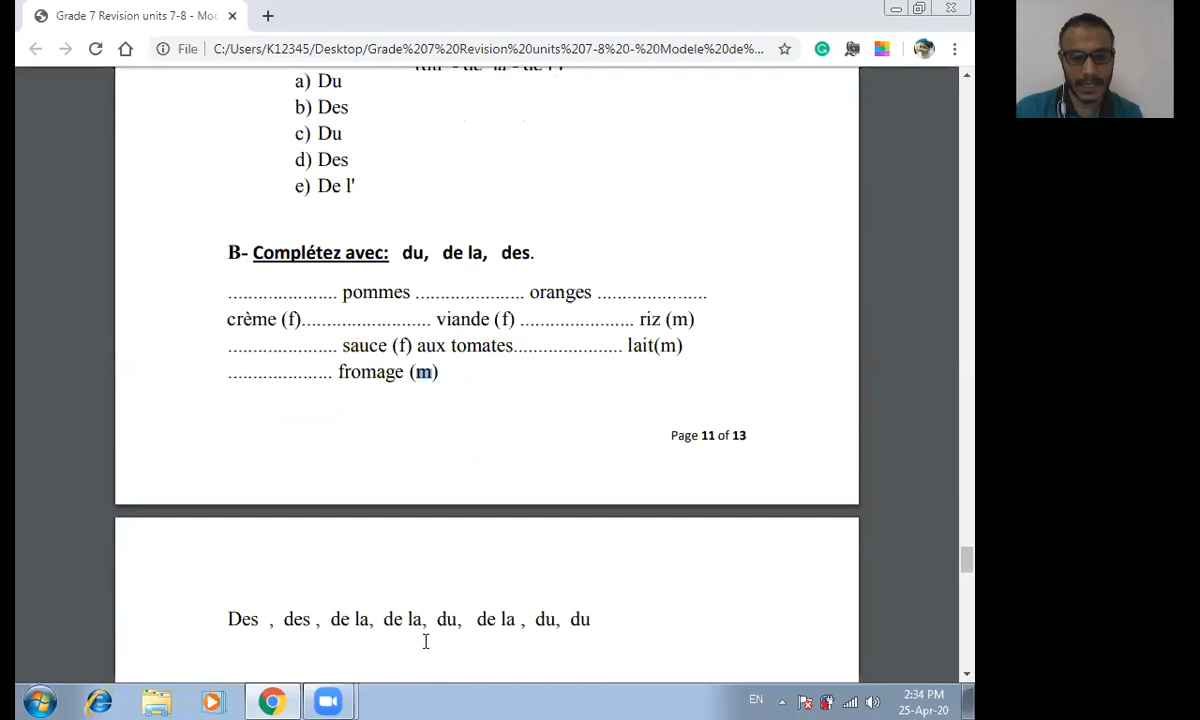 Grade 7 Revision units 7-8 - Moc
File C:/Users/K12345/Desktop/Grade%207%20Revision%20units%207-8%20-%20Modele%20de%...
a) Du
b) Des
c) Du
d) Des
e) De l'
B- Complétez avec: du, de la, des.
..................... pommes ..................... oranges .....................
crème (f)......................... viande (f) ...................... riz (m)
..................... sauce (f) aux tomates..................... lait(m)
.................... fromage (m)
Page 11 of 13
Des , des , de la, de la, du, de la , du, du
EN
2:34 PM
25-Apr-20